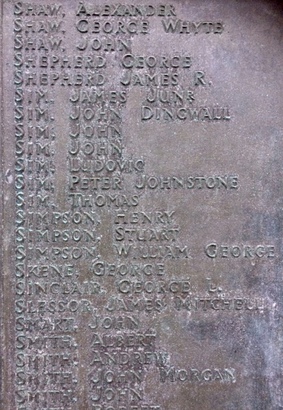 SHAW, ALEXANDER
SHAW, GEORGE WHYTE
SHAW, JOHN
SHEPHERD GEORGE
SHEPHERD, JAMES R.
SIM, JAMES JUNR
SIM, JOHN DINGWALL
SIM, JOHN
SIM, JOHN
SIM, LUDOVIC
SIM, PETER JOHNSTONE
SIM, THOMAS
SIMPSON, HENRY
SIMPSON, STUART
SIMPSON, WILLIAM GEORGE
SKENE, GEORGE
SINCLAIR, GEORGE L.
SLESSOR, JAMES MITCHELL
SMART, JOHN
SMITH, ALBERT
SMITH, ANDREW
SMITH, JOHN MORGAN
SMITH, JOHN